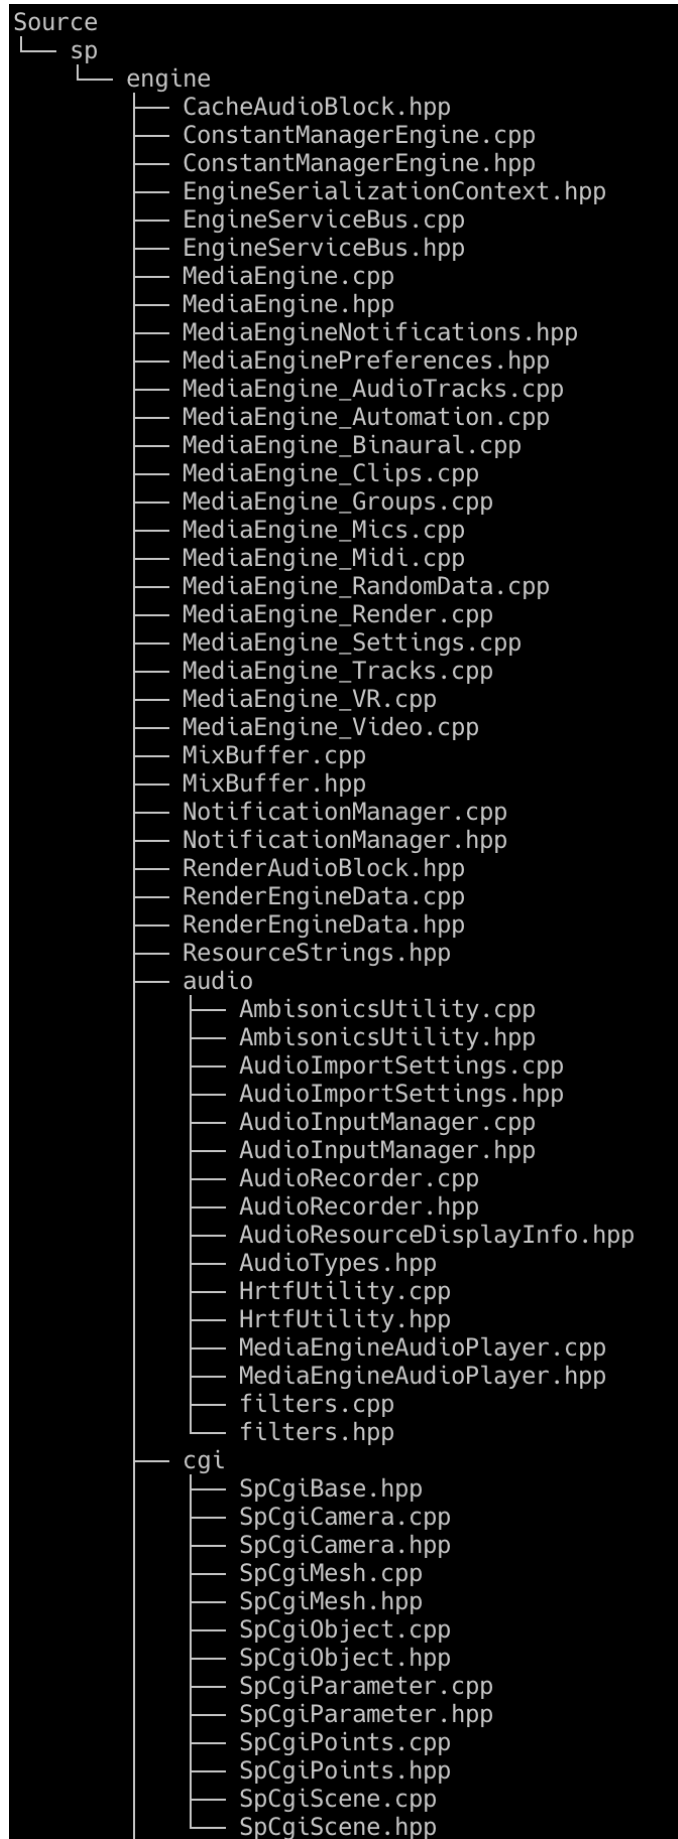 Source
└── sp
    └── engine
        ├── CacheAudioBlock.hpp
        ├── ConstantManagerEngine.cpp
        ├── ConstantManagerEngine.hpp
        ├── EngineSerializationContext.hpp
        ├── EngineServiceBus.cpp
        ├── EngineServiceBus.hpp
        ├── MediaEngine.cpp
        ├── MediaEngine.hpp
        ├── MediaEngineNotifications.hpp
        ├── MediaEnginePreferences.hpp
        ├── MediaEngine_AudioTracks.cpp
        ├── MediaEngine_Automation.cpp
        ├── MediaEngine_Binaural.cpp
        ├── MediaEngine_Clips.cpp
        ├── MediaEngine_Groups.cpp
        ├── MediaEngine_Mics.cpp
        ├── MediaEngine_Midi.cpp
        ├── MediaEngine_RandomData.cpp
        ├── MediaEngine_Render.cpp
        ├── MediaEngine_Settings.cpp
        ├── MediaEngine_Tracks.cpp
        ├── MediaEngine_VR.cpp
        ├── MediaEngine_Video.cpp
        ├── MixBuffer.cpp
        ├── MixBuffer.hpp
        ├── NotificationManager.cpp
        ├── NotificationManager.hpp
        ├── RenderAudioBlock.hpp
        ├── RenderEngineData.cpp
        ├── RenderEngineData.hpp
        ├── ResourceStrings.hpp
        ├── audio
        │   ├── AmbisonicsUtility.cpp
        │   ├── AmbisonicsUtility.hpp
        │   ├── AudioImportSettings.cpp
        │   ├── AudioImportSettings.hpp
        │   ├── AudioInputManager.cpp
        │   ├── AudioInputManager.hpp
        │   ├── AudioRecorder.cpp
        │   ├── AudioRecorder.hpp
        │   ├── AudioResourceDisplayInfo.hpp
        │   ├── AudioTypes.hpp
        │   ├── HrtfUtility.cpp
        │   ├── HrtfUtility.hpp
        │   ├── MediaEngineAudioPlayer.cpp
        │   ├── MediaEngineAudioPlayer.hpp
        │   ├── filters.cpp
        │   └── filters.hpp
        ├── cgi
        │   ├── SpCgiBase.hpp
        │   ├── SpCgiCamera.cpp
        │   ├── SpCgiCamera.hpp
        │   ├── SpCgiMesh.cpp
        │   ├── SpCgiMesh.hpp
        │   ├── SpCgiObject.cpp
        │   ├── SpCgiObject.hpp
        │   ├── SpCgiParameter.cpp
        │   ├── SpCgiParameter.hpp
        │   ├── SpCgiPoints.cpp
        │   ├── SpCgiPoints.hpp
        │   ├── SpCgiScene.cpp
        │   └── SpCgiScene.hpp